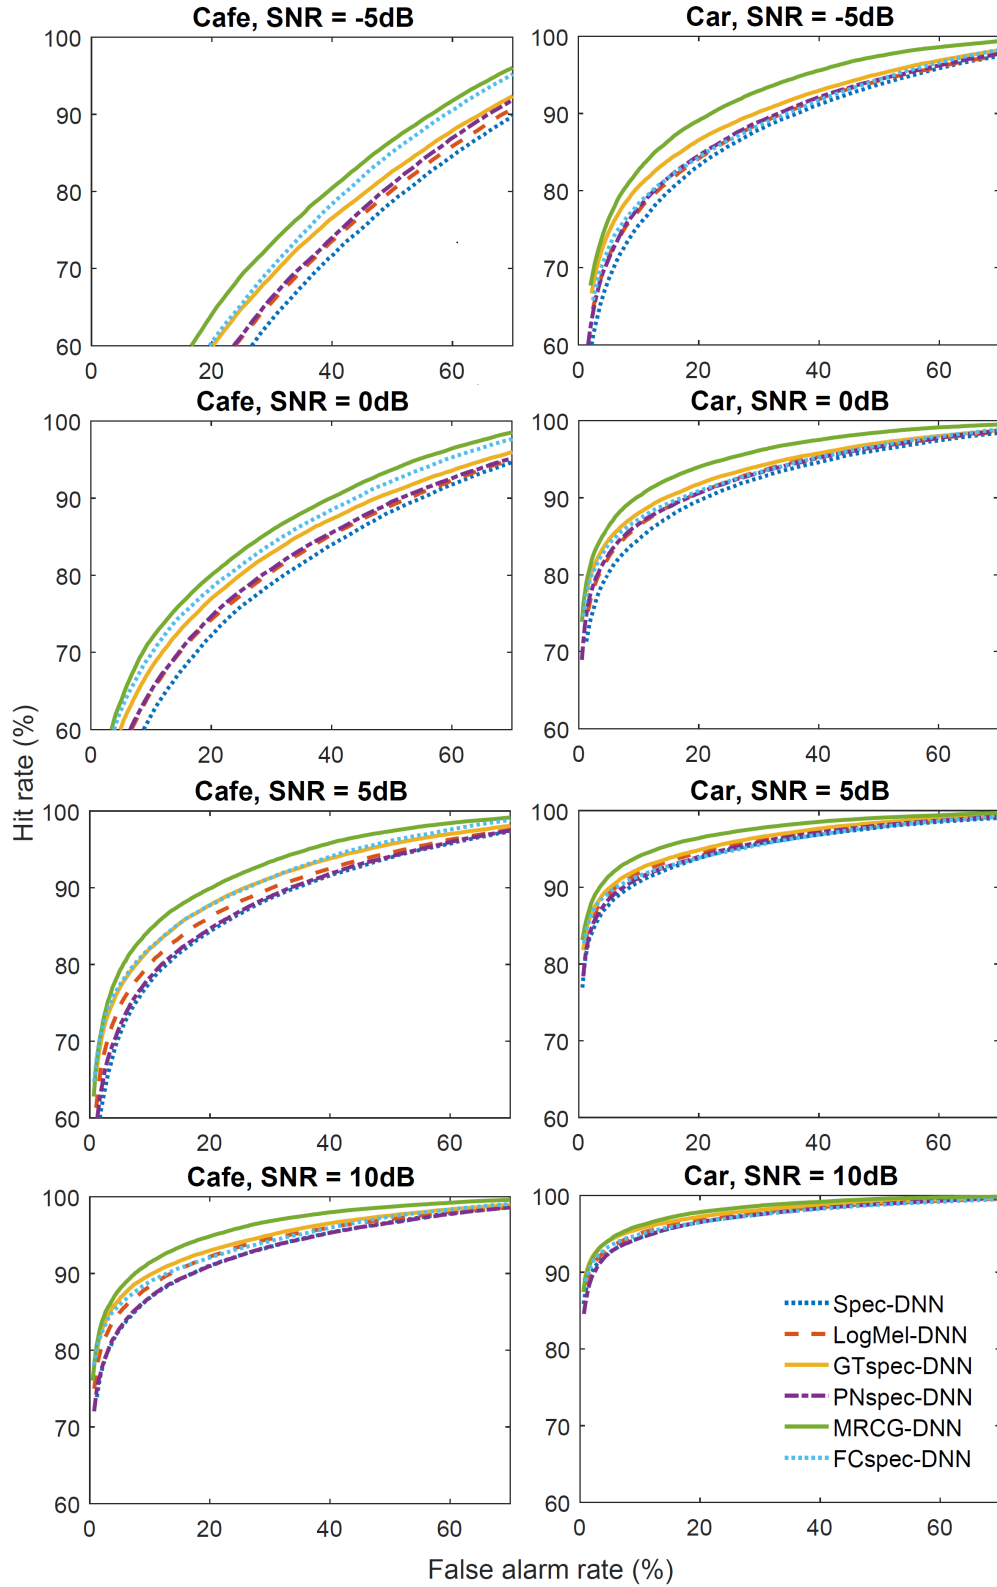 Cafe, SNR = -5dB
100
90
80
70
60
0 20 40 60
Car, SNR = -5dB
100
90
80
70
60
0 20 40 60
Cafe, SNR = 0dB
100
90
80
70
60
0 20 40 60
Car, SNR = 0dB
100
90
80
70
60
0 20 40 60
Hit rate (%)
Cafe, SNR = 5dB
100
90
80
70
60
0 20 40 60
Car, SNR = 5dB
100
90
80
70
60
0 20 40 60
Cafe, SNR = 10dB
100
90
80
70
60
0 20 40 60
Car, SNR = 10dB
100
90
80
70
60
0 20 40 60
Spec-DNN
LogMel-DNN
GTspec-DNN
PNspec-DNN
MRCG-DNN
FCspec-DNN
False alarm rate (%)